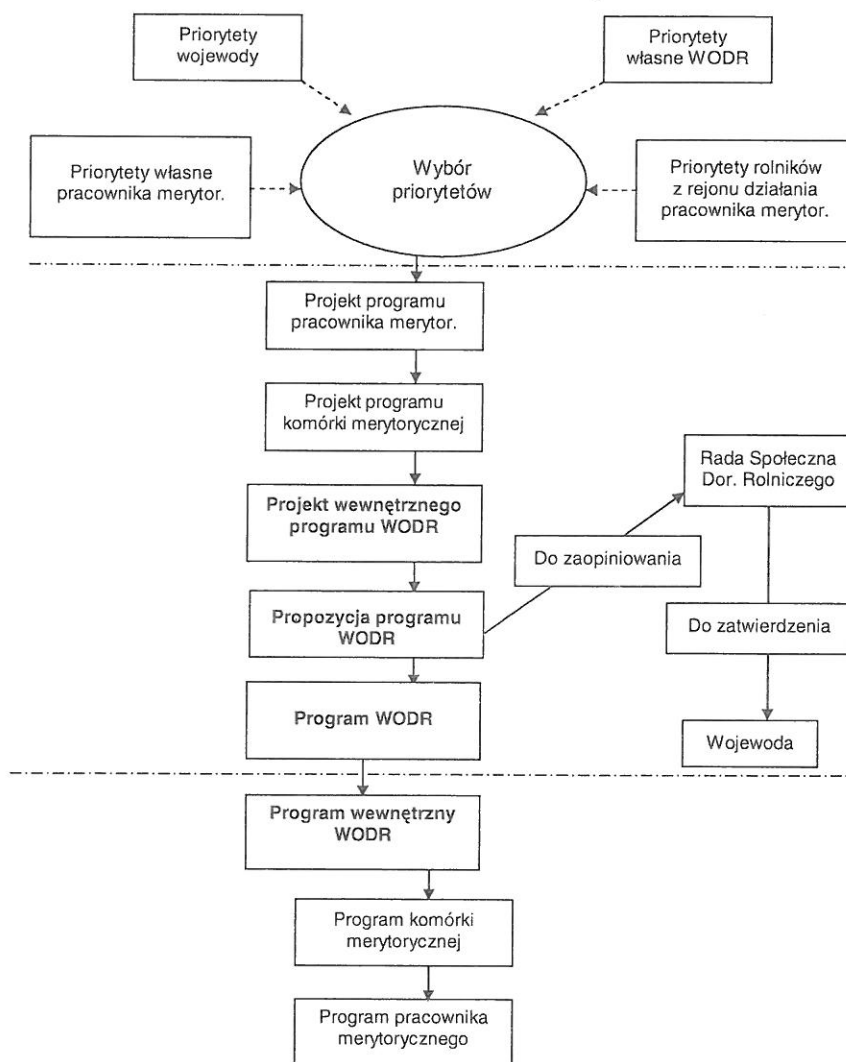 Priorytety
wojewody
Priorytety
własne WODR
Priorytety własne
pracownika merytor.
Wybór
priorytetów
Priorytety rolników
z rejonu działania
pracownika merytor.
Projekt programu
pracownika merytor.
Projekt programu
komórki merytorycznej
Rada Społeczna
Dor. Rolniczego
Projekt wewnętrznego
programu WODR
Do zaopiniowania
Propozycja programu
WODR
Do zatwierdzenia
Program WODR
Wojewoda
Program wewnętrzny
WODR
Program komórki
merytorycznej
Program pracownika
merytorycznego